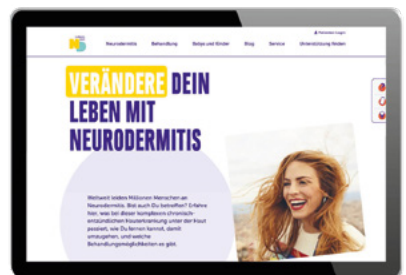 Neurodermitis Behandlung Babys und Kinder Blog Service Unterstützung finden
VERÄNDERE DEIN
LEBEN MIT
NEURODERMITIS
Weltweit leiden Millionen Menschen an
Neurodermitis. Bist auch Du betroffen? Erfahre
hier, was bei dieser komplexen chronisch-
entzündlichen Hauterkrankung unter der Haut
passiert, wie Du lernen kannst, damit
umzugehen, und welche
Behandlungsmöglichkeiten es gibt.